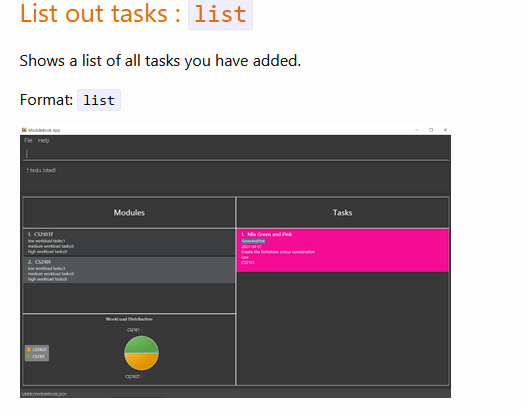 List out tasks : list
Shows a list of all tasks you have added.
Format: list
ModuleBook App
File Help
1 tasks listed!
Modules
Tasks
1. CS2103T
low workload tasks:1
medium workload tasks:0
high workload tasks:0
2. CS2101
low workload tasks:3
medium workload tasks:0
high workload tasks:0
1. Mix Green and Pink
GreenAndPink
2021-04-01
Create the forbidden colour combination
Low
CS2101
WorkLoad Distribution
CS2101 -
CS2103T
CS2101
CS2103T -
\data\modulebook.json